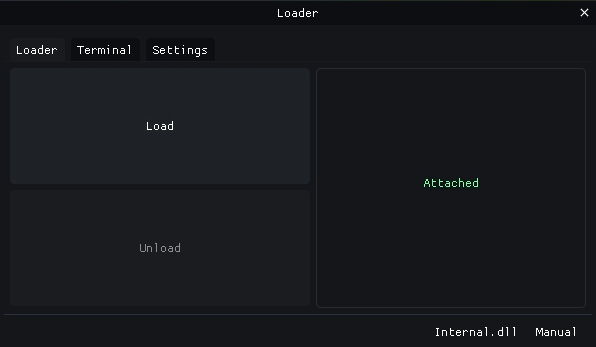 Loader
Loader Terminal Settings
Load
Attached
Unload
Internal.dll Manual